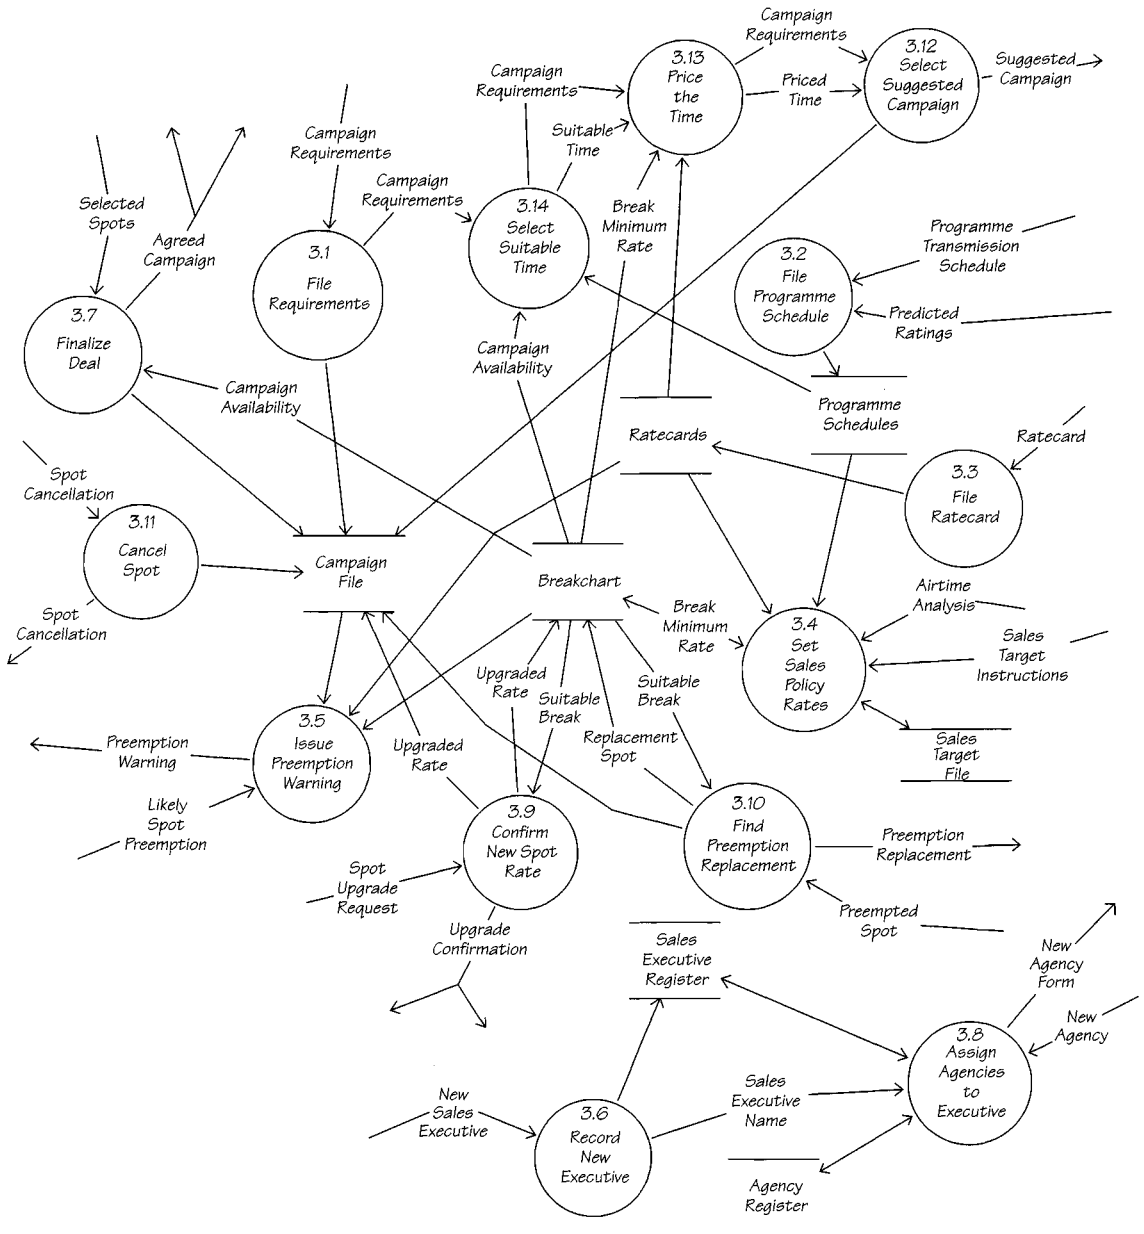 Campaign
Requirements
3.12
Select
Suggested
Campaign
Suggested
Campaign
3.13
Price
the
Time
Priced
Time
Campaign
Requirements
Suitable
Time
Campaign
Requirements
Campaign
Requirements
3.14
Select
Suitable
Time
Break
Minimum
Rate
Selected
Spots
Agreed
Campaign
3.1
File
Requirements
3.2
File
Programme
Schedule
Programme
Transmission
Schedule
Predicted
Ratings
3.7
Finalize
Deal
Campaign
Availability
Campaign
Availability
Ratecards
Programme
Schedules
Ratecard
3.3
File
Ratecard
Spot
Cancellation
3.11
Cancel
Spot
Spot
Cancellation
Campaign
File
Breakchart
Break
Minimum
Rate
Airtime
Analysis
3.4
Set
Sales
Policy
Rates
Sales
Target
Instructions
Sales
Target
File
Upgraded
Rate
Suitable
Break
Suitable
Break
Replacement
Spot
3.5
Issue
Preemption
Warning
Preemption
Warning
Likely
Spot
Preemption
Upgraded
Rate
3.9
Confirm
New Spot
Rate
3.10
Find
Preemption
Replacement
Preemption
Replacement
Spot
Upgrade
Request
Upgrade
Confirmation
Preempted
Spot
Sales
Executive
Register
New
Agency
Form
New
Agency
3.8
Assign
Agencies
to
Executive
New
Sales
Executive
3.6
Record
New
Executive
Sales
Executive
Name
Agency
Register